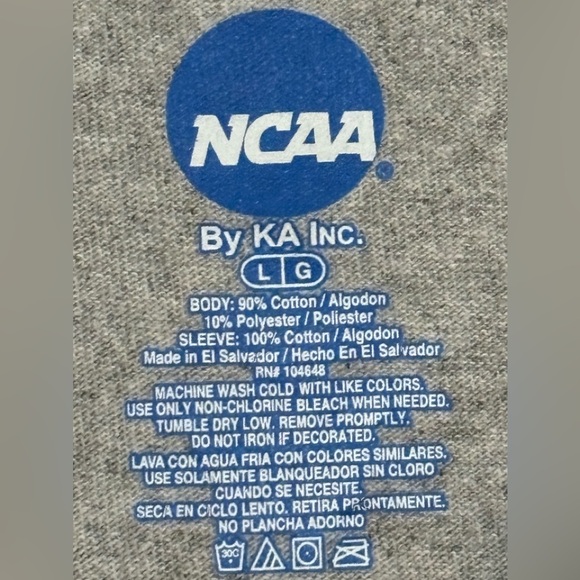 NCAA®
By KA INC.
L G
BODY: 90% Cotton / Algodon
10% Polyester / Poliester
SLEEVE: 100% Cotton / Algodon
Made in El Salvador / Hecho En El Salvador
RN# 104648
MACHINE WASH COLD WITH LIKE COLORS.
USE ONLY NON-CHLORINE BLEACH WHEN NEEDED.
TUMBLE DRY LOW. REMOVE PROMPTLY.
DO NOT IRON IF DECORATED.
LAVA CON AGUA FRIA CON COLORES SIMILARES.
USE SOLAMENTE BLANQUEADOR SIN CLORO
CUANDO SE NECESITE.
SECA EN CICLO LENTO. RETIRA PRONTAMENTE.
NO PLANCHA ADORNO
30C